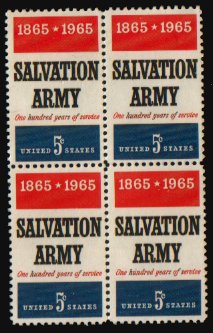 1865 ★ 1965 1865 ★ 1965
SALVATION SALVATION
ARMY ARMY
One hundred years of service One hundred years of service
5c 5c
UNITED STATES UNITED STATES
1865 ★ 1965 1865 ★ 1965
SALVATION SALVATION
ARMY ARMY
One hundred years of service One hundred years of service
5c 5c
UNITED STATES UNITED STATES